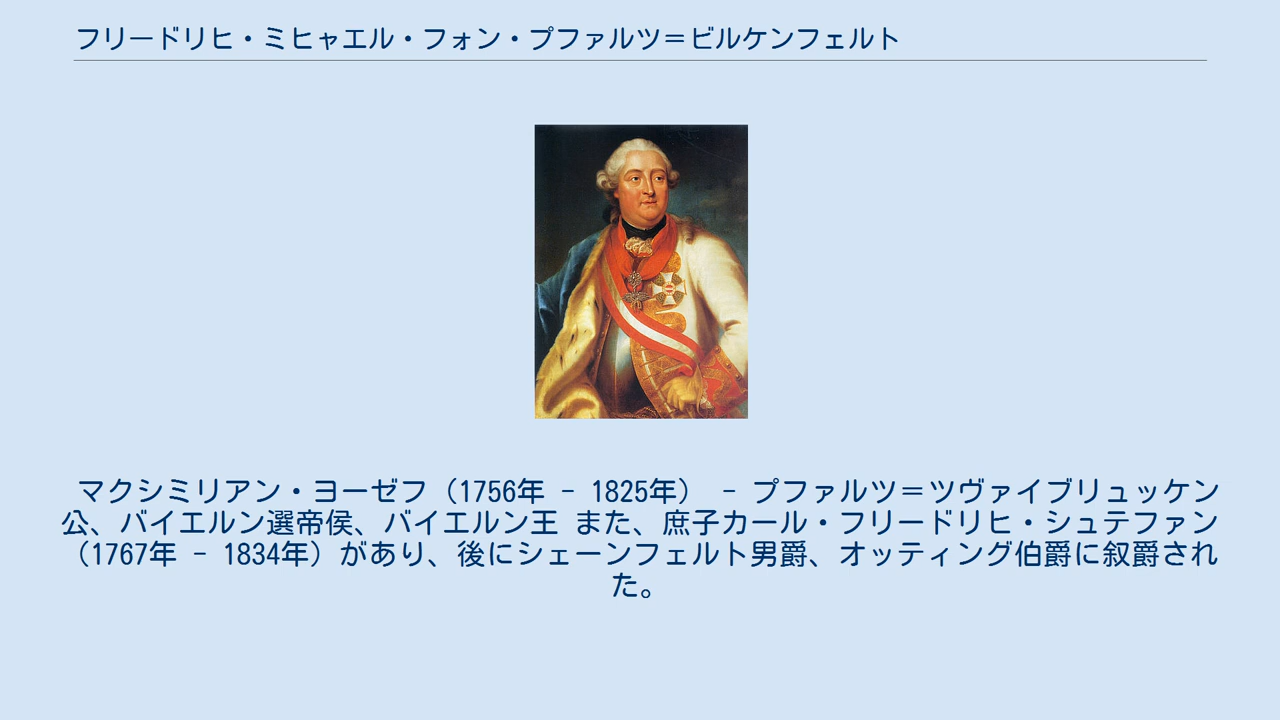 フリードリヒ・ミヒャエル・フォン・プファルツ＝ビルケンフェルト
マクシミリアン・ヨーゼフ（1756年 - 1825年） - プファルツ＝ツヴァイブリュッケン
公、バイエルン選帝侯、バイエルン王 また、庶子カール・フリードリヒ・シュテファン
（1767年 - 1834年）があり、後にシェーンフェルト男爵、オッティング伯爵に叙爵され
た。